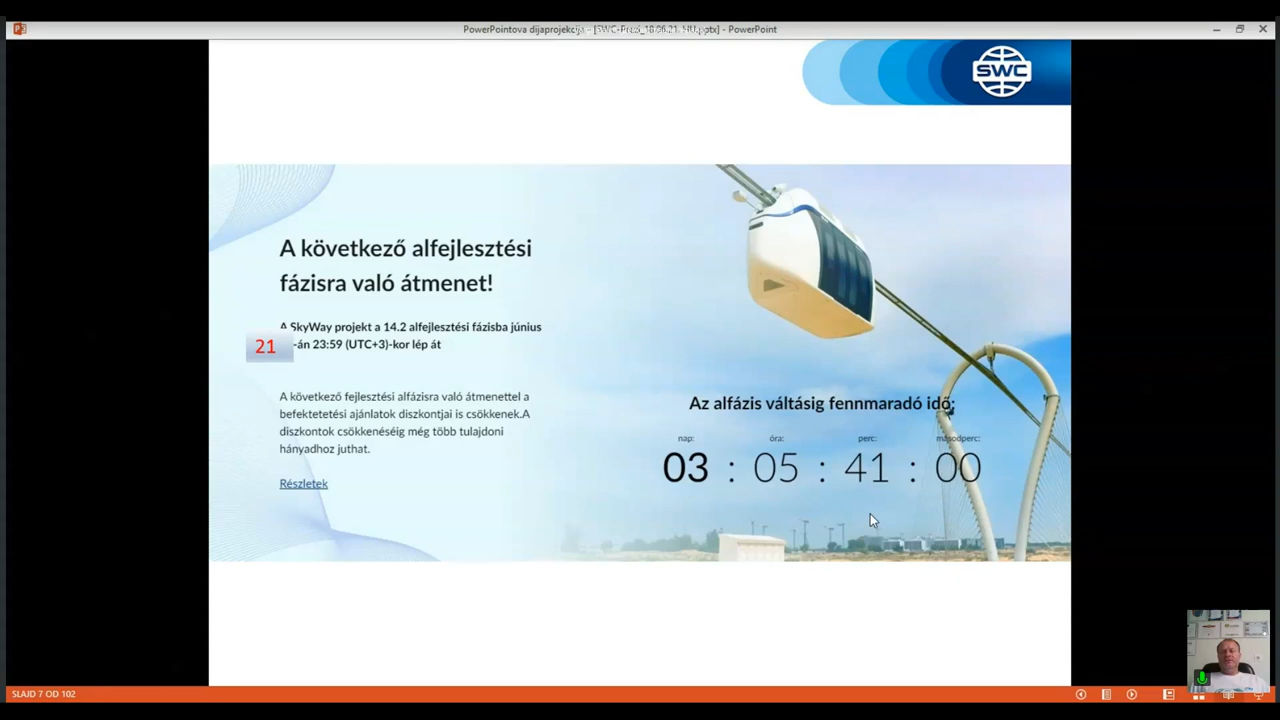 PowerPointova dijaprojekcija - [SWC-Prezi_18.06.21. HU.pptx] - PowerPoint
SWC
A következő alfejlesztési
fázisra való átmenet!
A SkyWay projekt a 14.2 alfejlesztési fázisba június
21 -án 23:59 (UTC+3)-kor lép át
A következő fejlesztési alfázisra való átmenettel a
befektetetési ajánlatok diszkontjai is csökkenek.A
diszkontok csökkenéséig még több tulajdoni
hányadhoz juthat.
Részletek
Az alfázis váltásig fennmaradó idő:
nap: óra: perc: másodperc:
03 : 05 : 41 : 00
SLAJD 7 OD 102